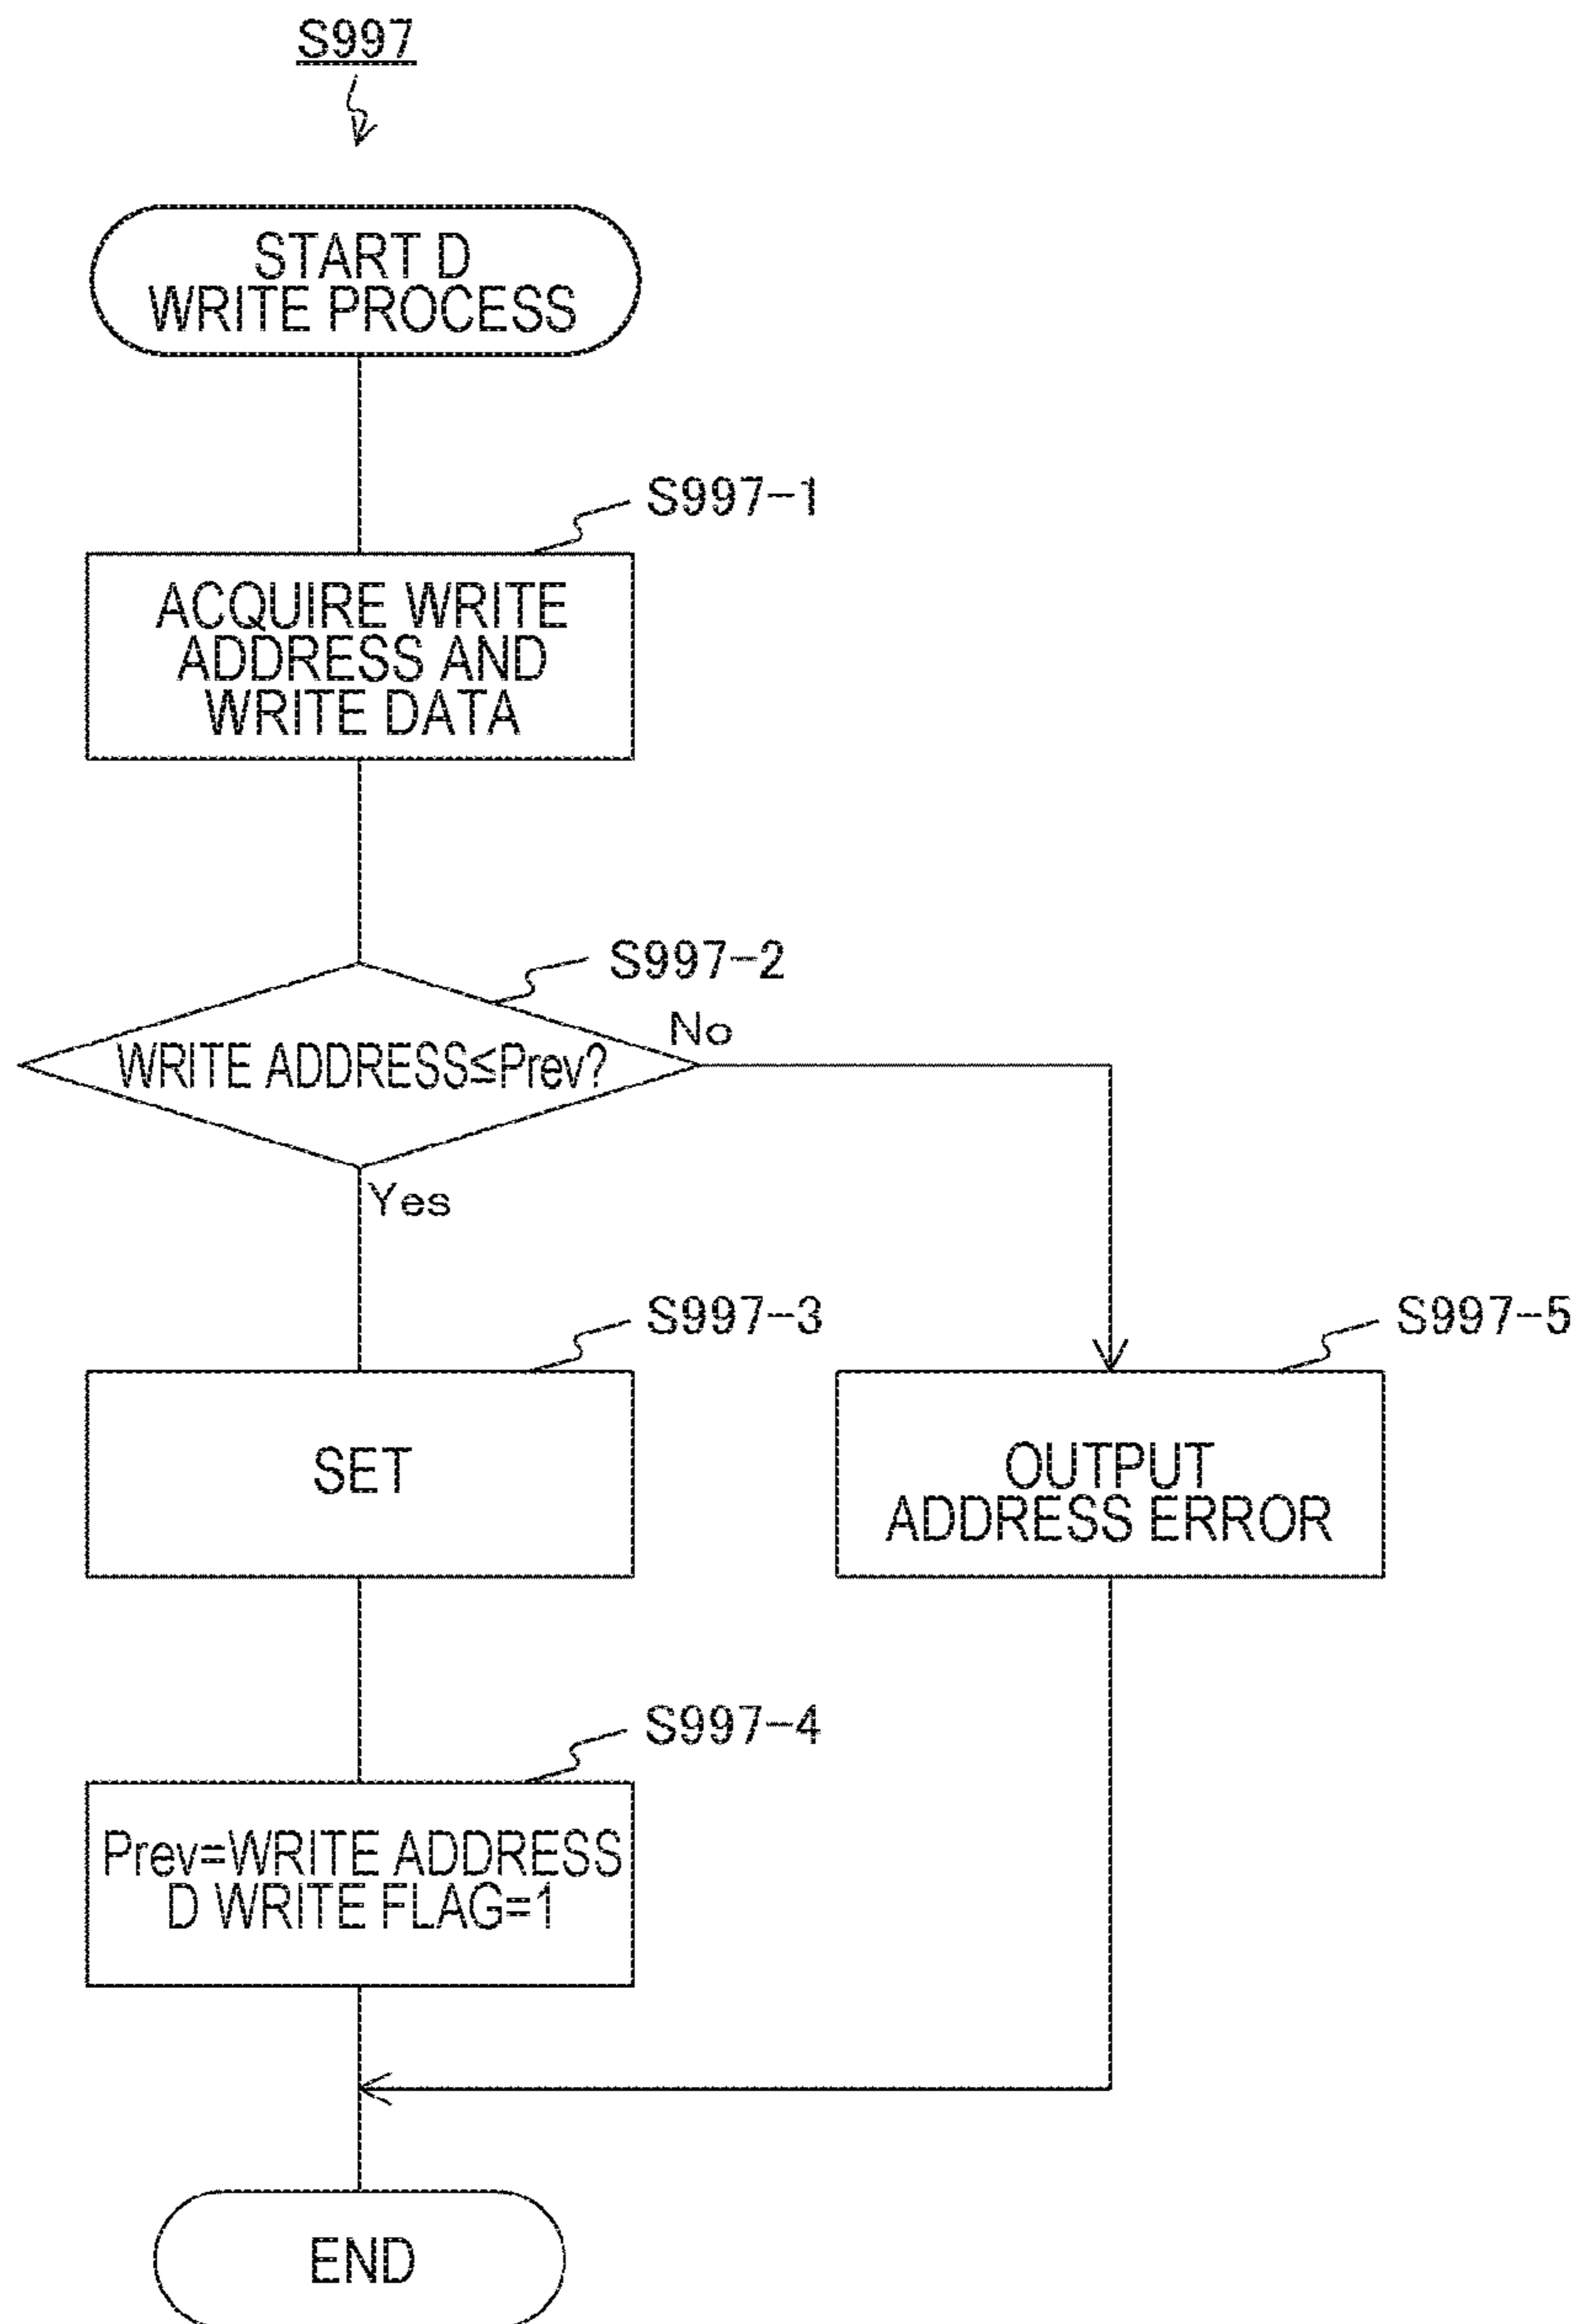 S997
START D
WRITE PROCESS
S997-1
ACQUIRE WRITE
ADDRESS AND
WRITE DATA
S997-2
WRITE ADDRESS≤Prev?
No
Yes
S997-3
SET
S997-5
OUTPUT
ADDRESS ERROR
S997-4
Prev=WRITE ADDRESS
D WRITE FLAG=1
END